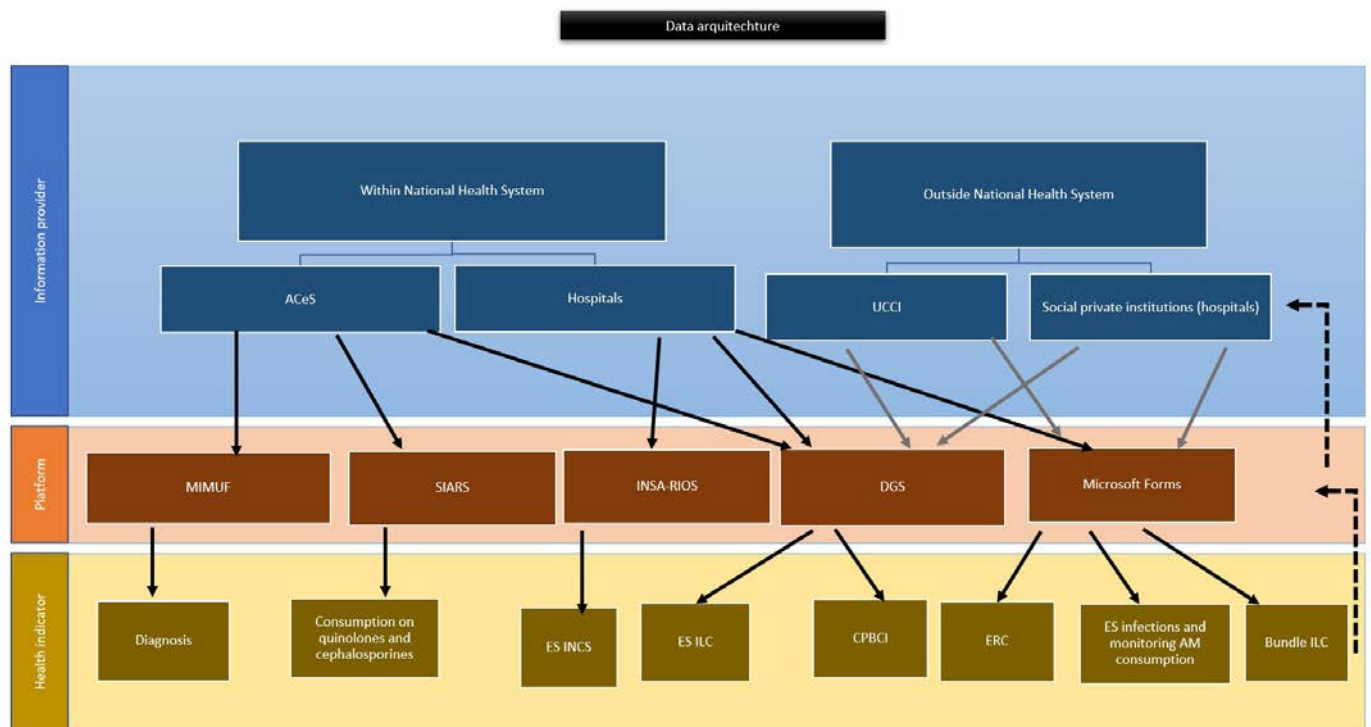 Data arquitechture
Information provider
Within National Health System
Outside National Health System
ACeS
Hospitals
UCCI
Social private institutions (hospitals)
Platform
MIMUF
SIARS
INSA-RIOS
DGS
Microsoft Forms
Health indicator
Diagnosis
Consumption on
quinolones and
cephalosporines
ES INCS
ES ILC
CPBCI
ERC
ES infections and
monitoring AM
consumption
Bundle ILC